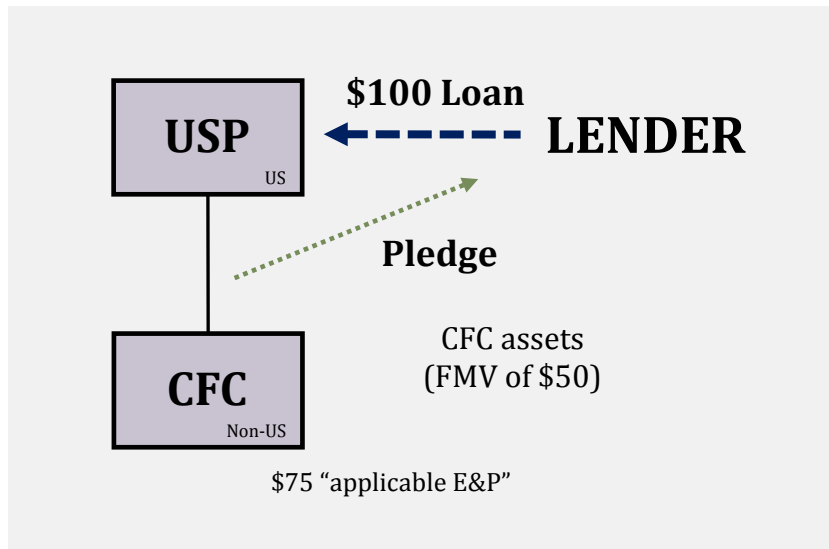 $100 Loan
USP
US
LENDER
Pledge
CFC
Non-US
CFC assets
(FMV of $50)
$75 “applicable E&P”